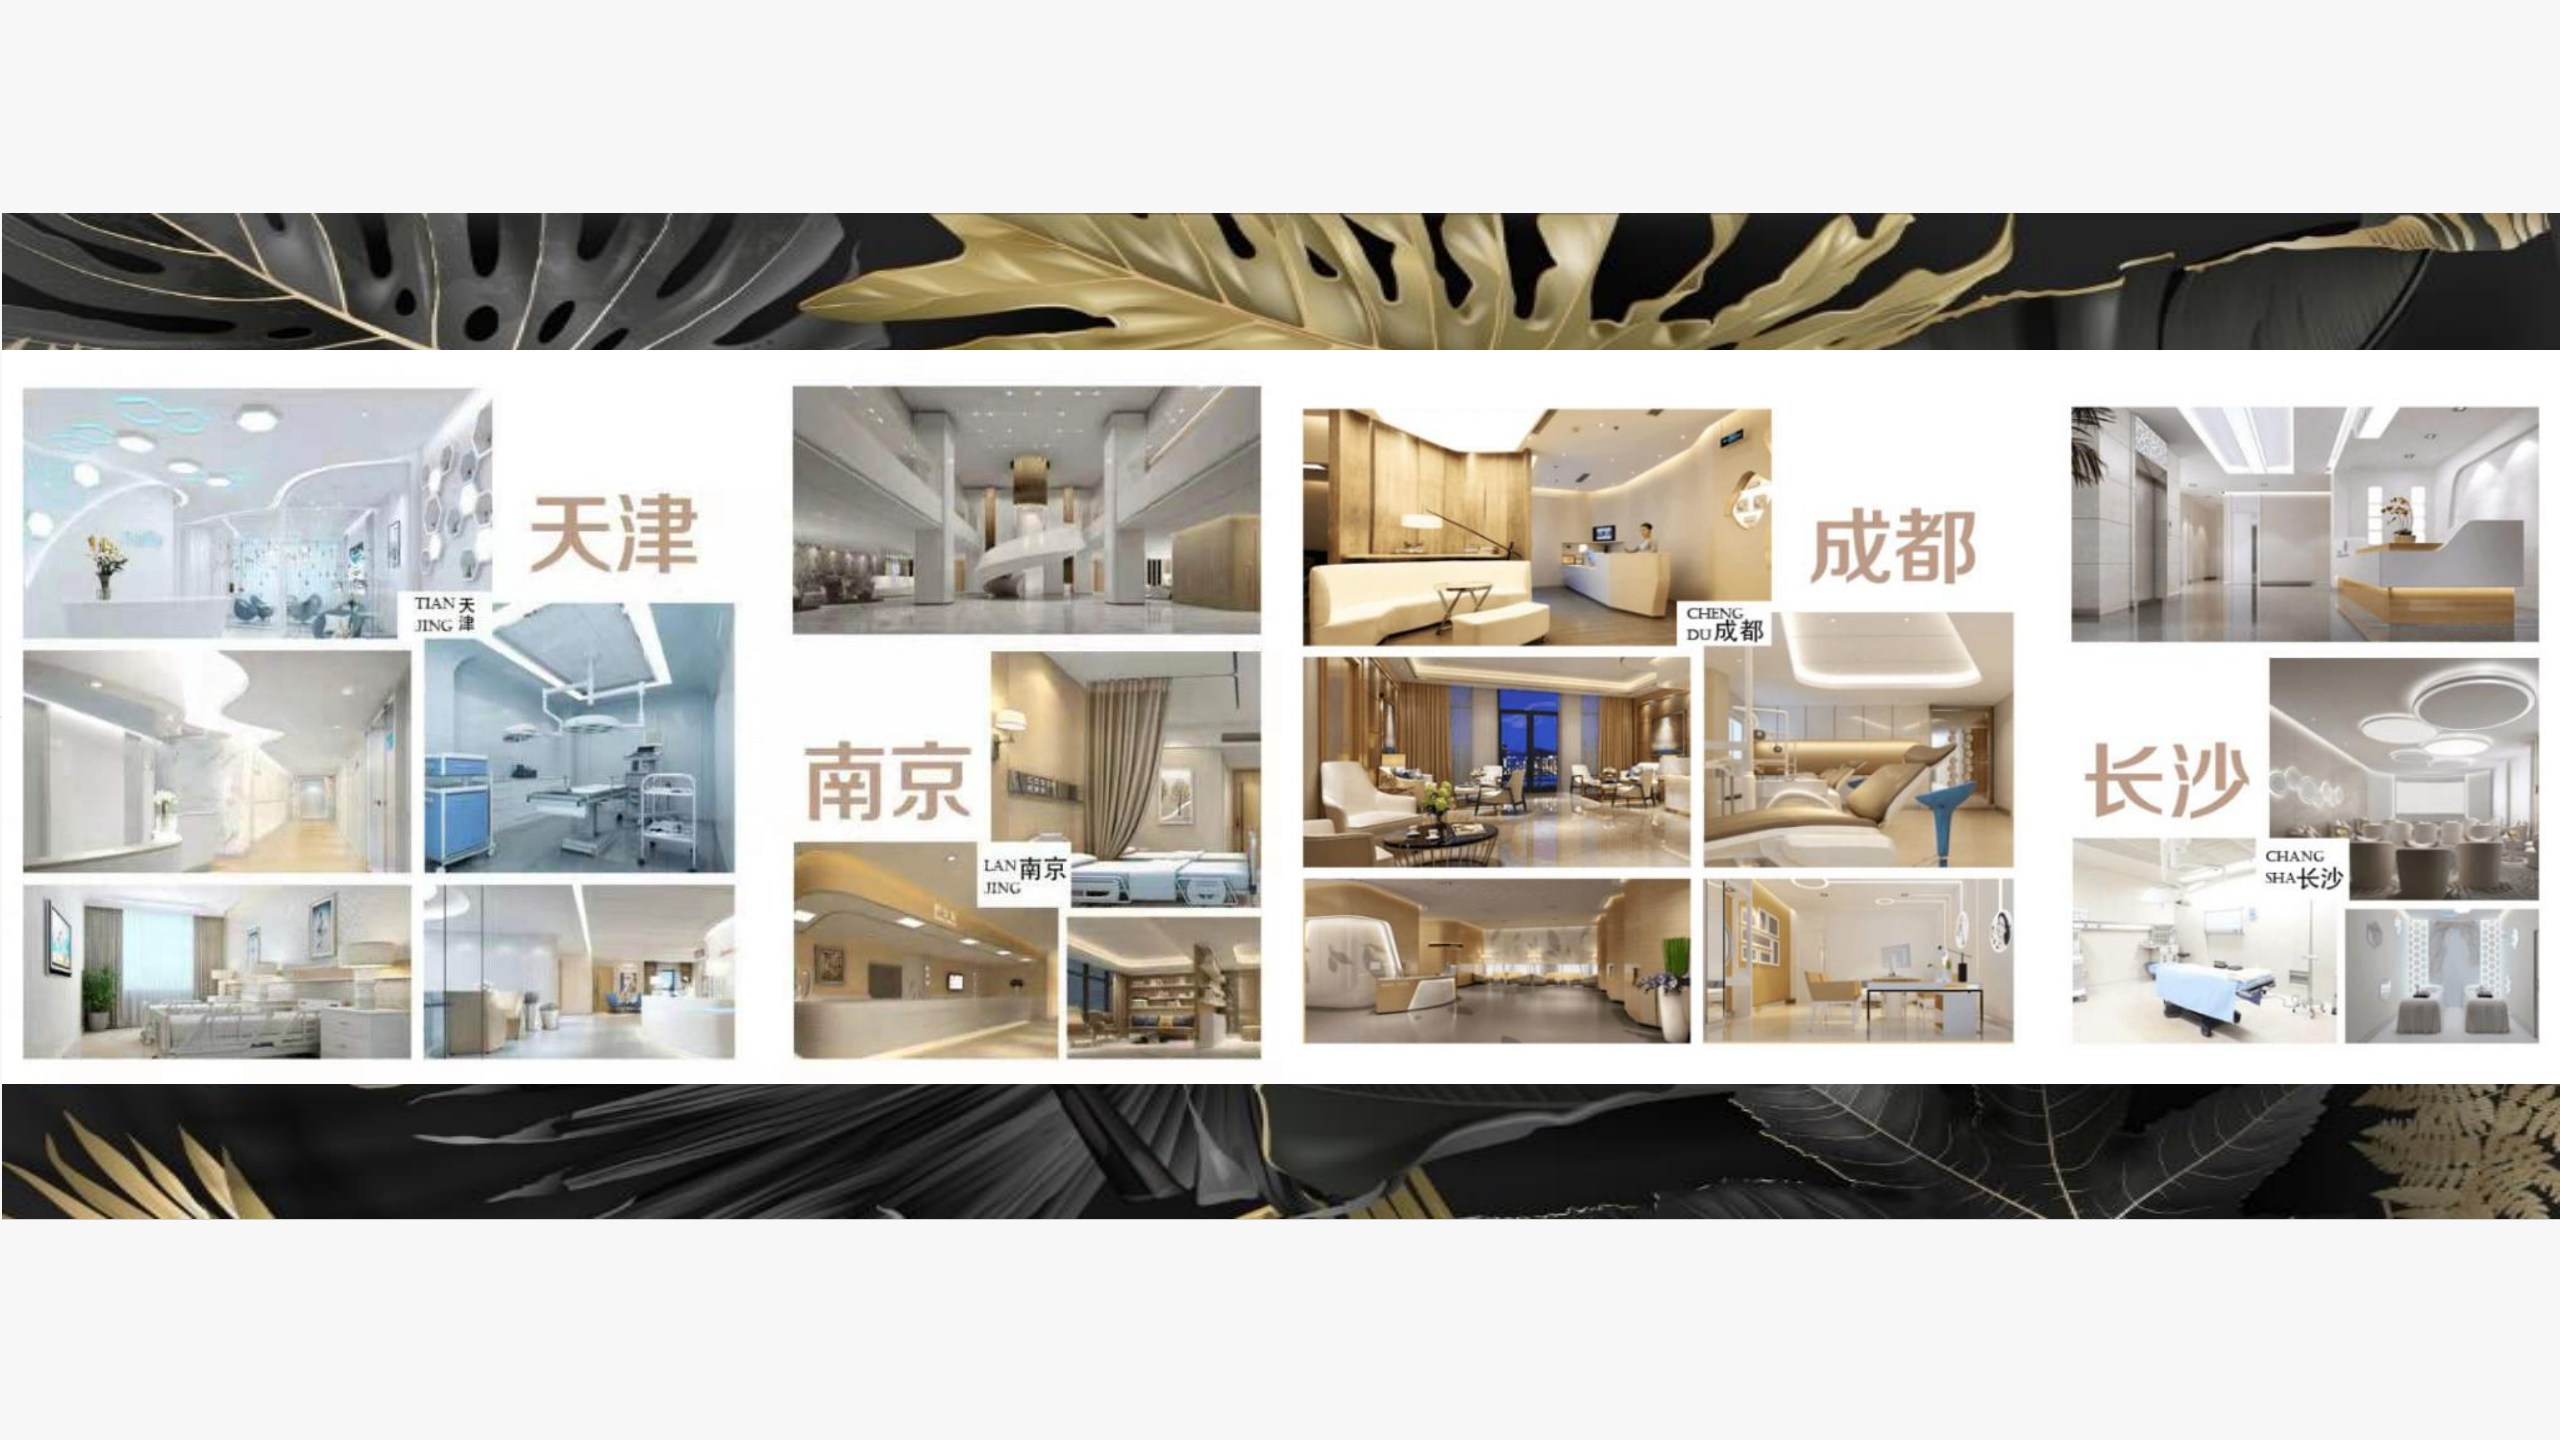 天津
TIAN 天
JING 津
南京
LAN 南京
JING
成都
CHENG
DU 成都
长沙
CHANG
SHA 长沙